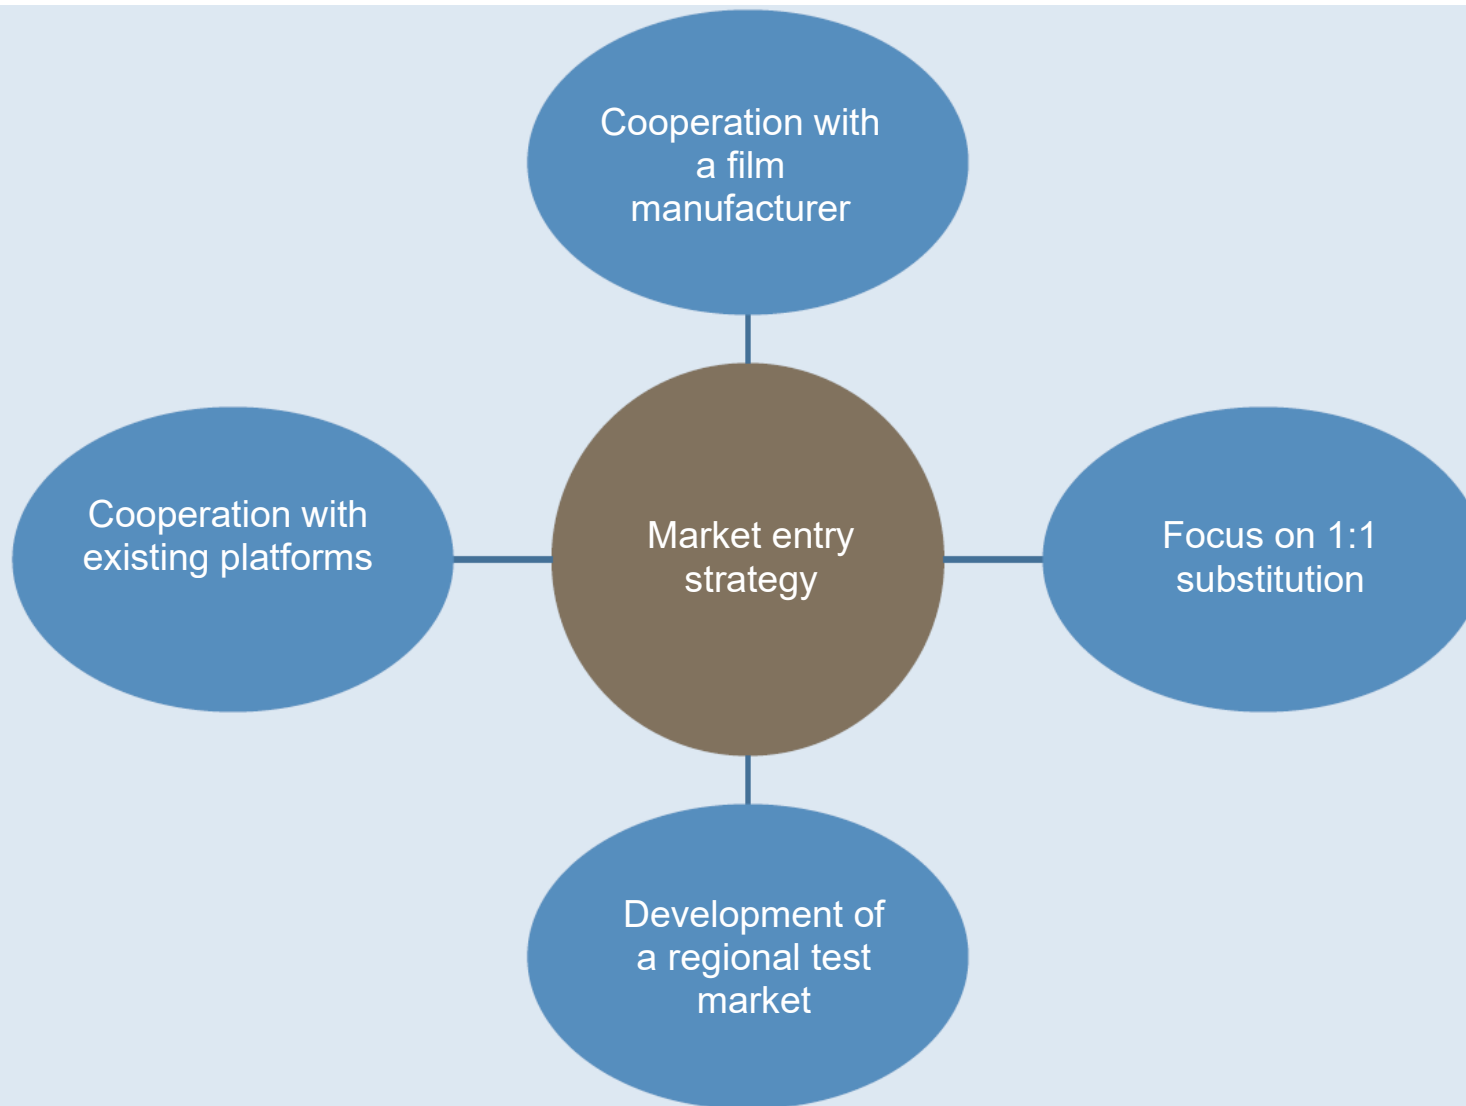 Cooperation with
a film
manufacturer
Cooperation with
existing platforms
Market entry
strategy
Focus on 1:1
substitution
Development of
a regional test
market